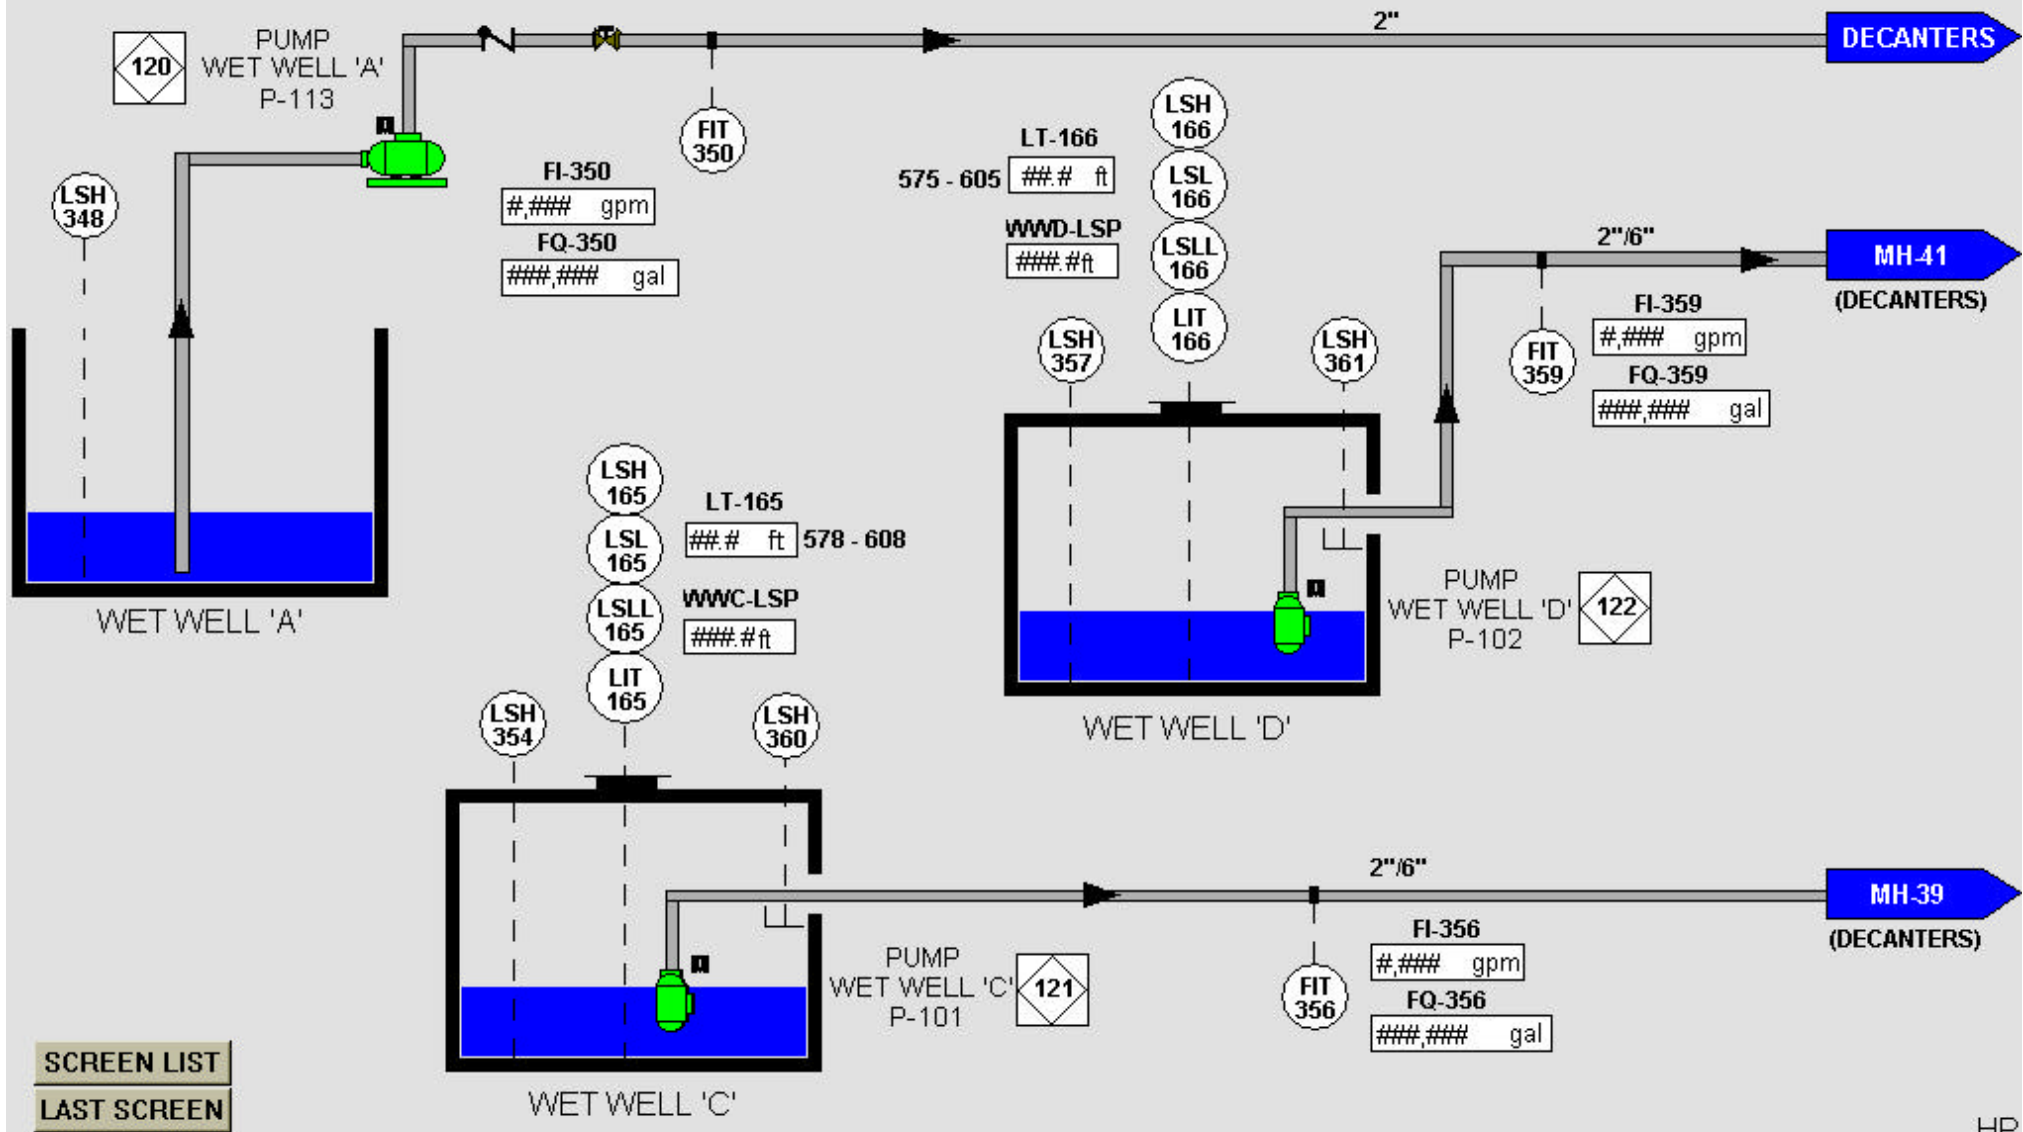 120
PUMP
WET WELL 'A'
P-113
2"
DECANTERS
LSH
348
FIT
350
FI-350
#,### gpm
FQ-350
###,### gal
WET WELL 'A'
LT-166
575 - 605 ##.# ft
WWD-LSP
###.# ft
LSH
166
LSL
166
LSLL
166
LIT
166
LSH
357
LSH
361
2"/6"
MH-41
(DECANTERS)
FIT
359
FI-359
#,### gpm
FQ-359
###,### gal
PUMP
WET WELL 'D'
P-102
122
WET WELL 'D'
LSH
165
LSL
165
LSLL
165
LIT
165
LT-165
##.# ft 578 - 608
WWC-LSP
###.# ft
LSH
354
LSH
360
2"/6"
MH-39
(DECANTERS)
PUMP
WET WELL 'C'
P-101
121
FIT
356
FI-356
#,### gpm
FQ-356
###,### gal
WET WELL 'C'
SCREEN LIST
LAST SCREEN